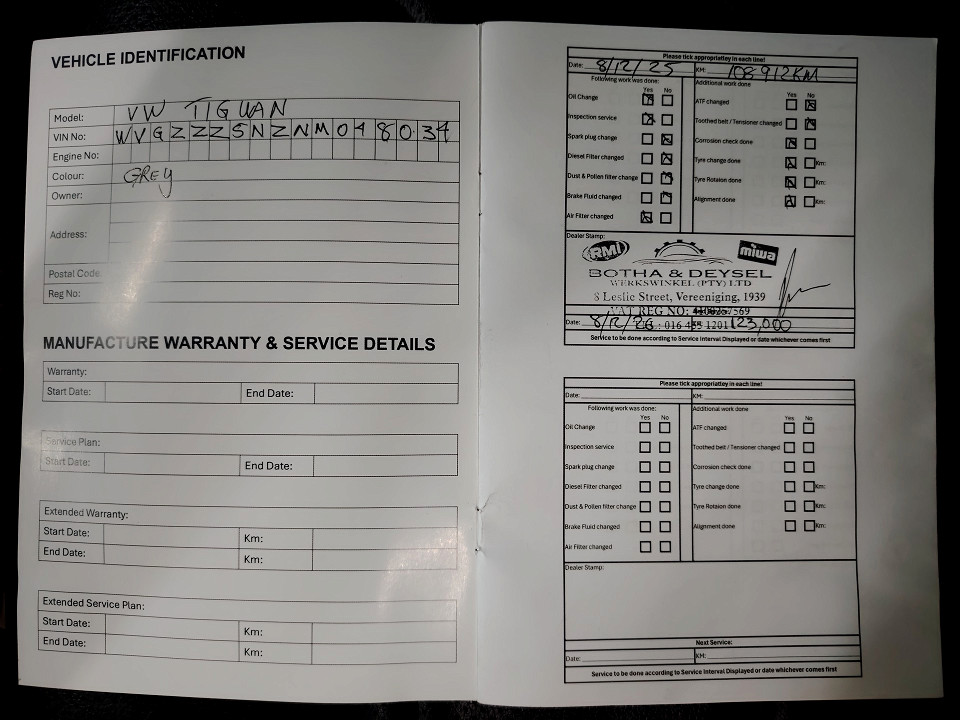 VEHICLE IDENTIFICATION
Model: VW TIGUAN
VIN No: WVGZZZ5NZNM048034
Engine No:
Colour: GREY
Owner:
Address:
Postal Code
Reg No:
MANUFACTURE WARRANTY & SERVICE DETAILS
Warranty:
Start Date: End Date:
Service Plan:
Start Date: End Date:
Extended Warranty:
Start Date: Km:
End Date: Km:
Extended Service Plan:
Start Date: Km:
End Date: Km:
Please tick appropriatley in each line!
Date: 8/12/25 KM: 108912KM
Following work was done: Additional work done
Yes No Yes No
Oil Change ATF changed
Inspection service Toothed belt / Tensioner changed
Spark plug change Corrosion check done
Diesel Filter changed Tyre change done Km:
Dust & Pollen filter change Tyre Rotaion done Km:
Brake Fluid changed Alignment done Km:
Air Filter changed
Dealer Stamp:
RMI miwa
BOTHA & DEYSEL
WERKSWINKEL (PTY) LTD
8 Leslie Street, Vereeniging, 1939
VAT REG NO:
Date: 8/12/26 : 016 455 1201 123,000
Service to be done according to Service Interval Displayed or date whichever comes first
Please tick appropriatley in each line!
Date: KM:
Following work was done: Additional work done
Yes No Yes No
Oil Change ATF changed
Inspection service Toothed belt / Tensioner changed
Spark plug change Corrosion check done
Diesel Filter changed Tyre change done Km:
Dust & Pollen filter change Tyre Rotaion done Km:
Brake Fluid changed Alignment done Km:
Air Filter changed
Dealer Stamp:
Next Service:
Date: KM:
Service to be done according to Service Interval Displayed or date whichever comes first